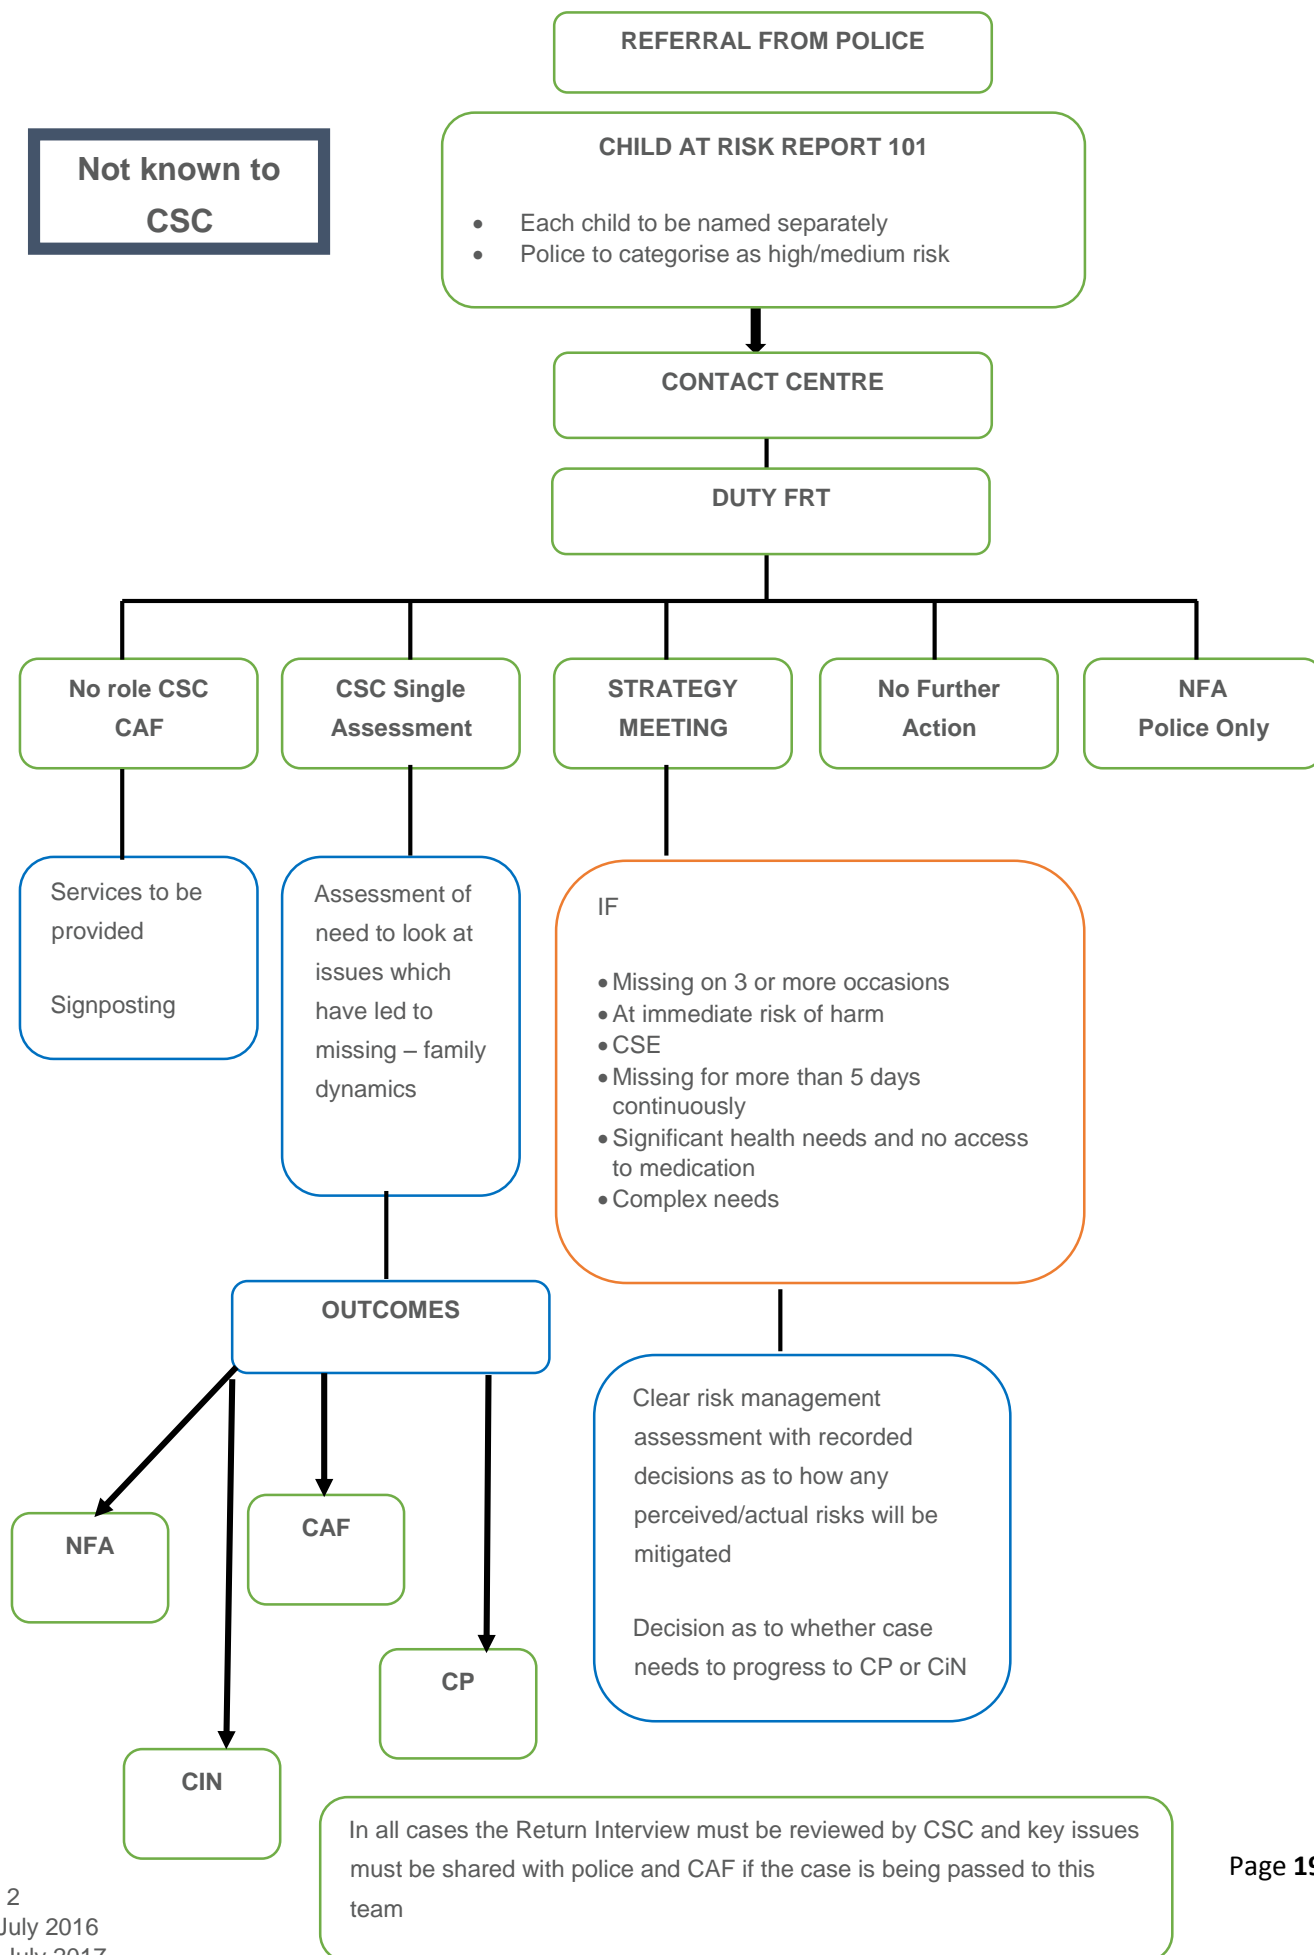 REFERRAL FROM POLICE
Not known to
CSC
CHILD AT RISK REPORT 101
• Each child to be named separately
• Police to categorise as high/medium risk
CONTACT CENTRE
DUTY FRT
No role CSC
CAF
CSC Single
Assessment
STRATEGY
MEETING
No Further
Action
NFA
Police Only
Services to be
provided
Signposting
Assessment of
need to look at
issues which
have led to
missing – family
dynamics
IF
• Missing on 3 or more occasions
• At immediate risk of harm
• CSE
• Missing for more than 5 days
continuously
• Significant health needs and no access
to medication
• Complex needs
OUTCOMES
Clear risk management
assessment with recorded
decisions as to how any
perceived/actual risks will be
mitigated
Decision as to whether case
needs to progress to CP or CiN
NFA
CAF
CP
CIN
In all cases the Return Interview must be reviewed by CSC and key issues
must be shared with police and CAF if the case is being passed to this
team
Page 19
2
July 2016
July 2017